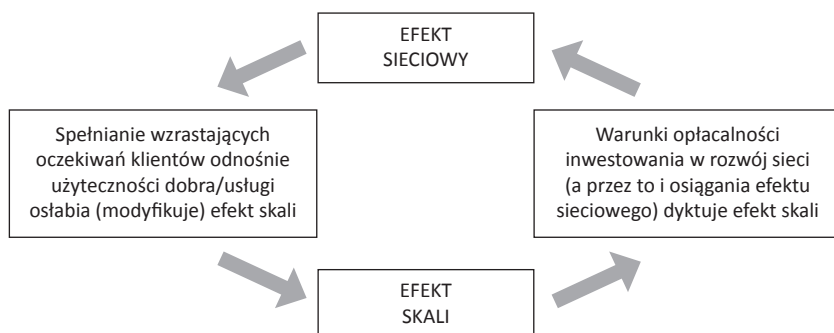 EFEKT
SIECIOWY
Spełnianie wzrastających
oczekiwań klientów odnośnie
użyteczności dobra/usługi
osłabia (modyfikuje) efekt skali
Warunki opłacalności
inwestowania w rozwój sieci
(a przez to i osiągania efektu
sieciowego) dyktuje efekt skali
EFEKT
SKALI